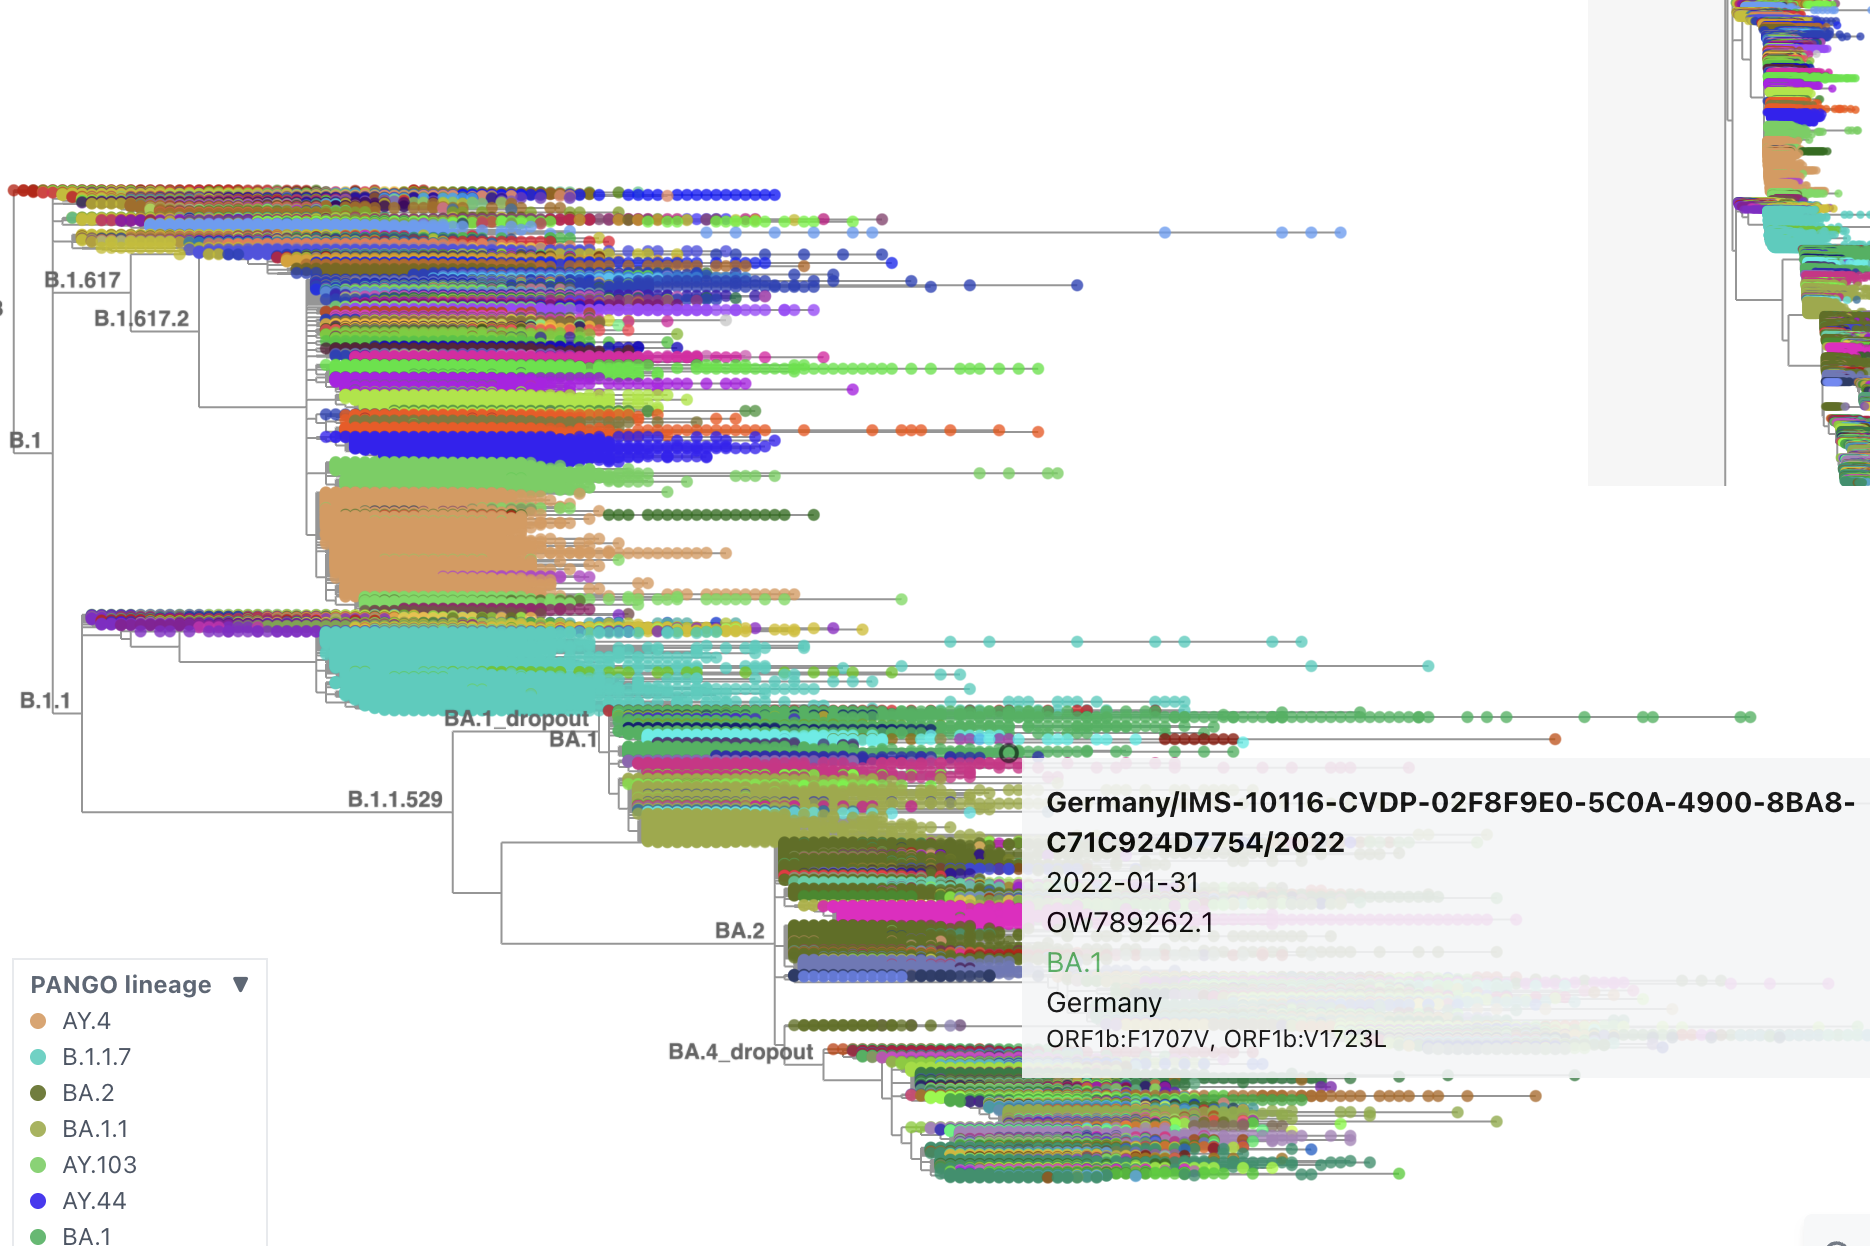 B.1.617
B.1.617.2
B.1
B.1.1
BA.1_dropout
BA.1
B.1.1.529
BA.2
BA.4_dropout
Germany/IMS-10116-CVDP-02F8F9E0-5C0A-4900-8BA8-
C71C924D7754/2022
2022-01-31
OW789262.1
BA.1
Germany
ORF1b:F1707V, ORF1b:V1723L
PANGO lineage ▼
AY.4
B.1.1.7
BA.2
BA.1.1
AY.103
AY.44
BA.1